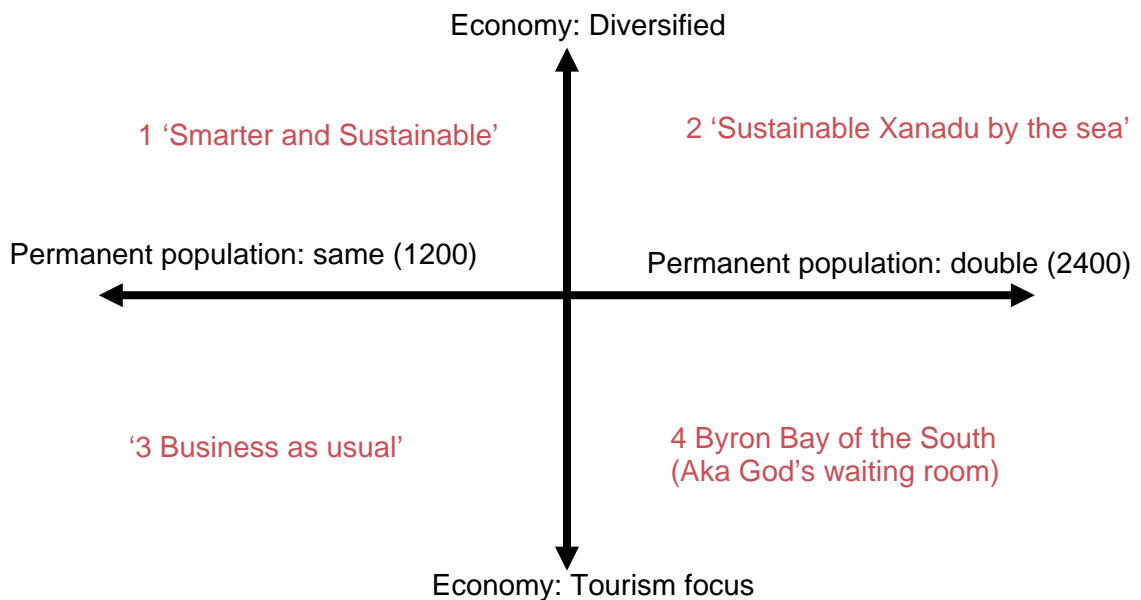 Economy: Diversified
1 ‘Smarter and Sustainable’
2 ‘Sustainable Xanadu by the sea’
Permanent population: same (1200)
Permanent population: double (2400)
‘3 Business as usual’
4 Byron Bay of the South
(Aka God’s waiting room)
Economy: Tourism focus